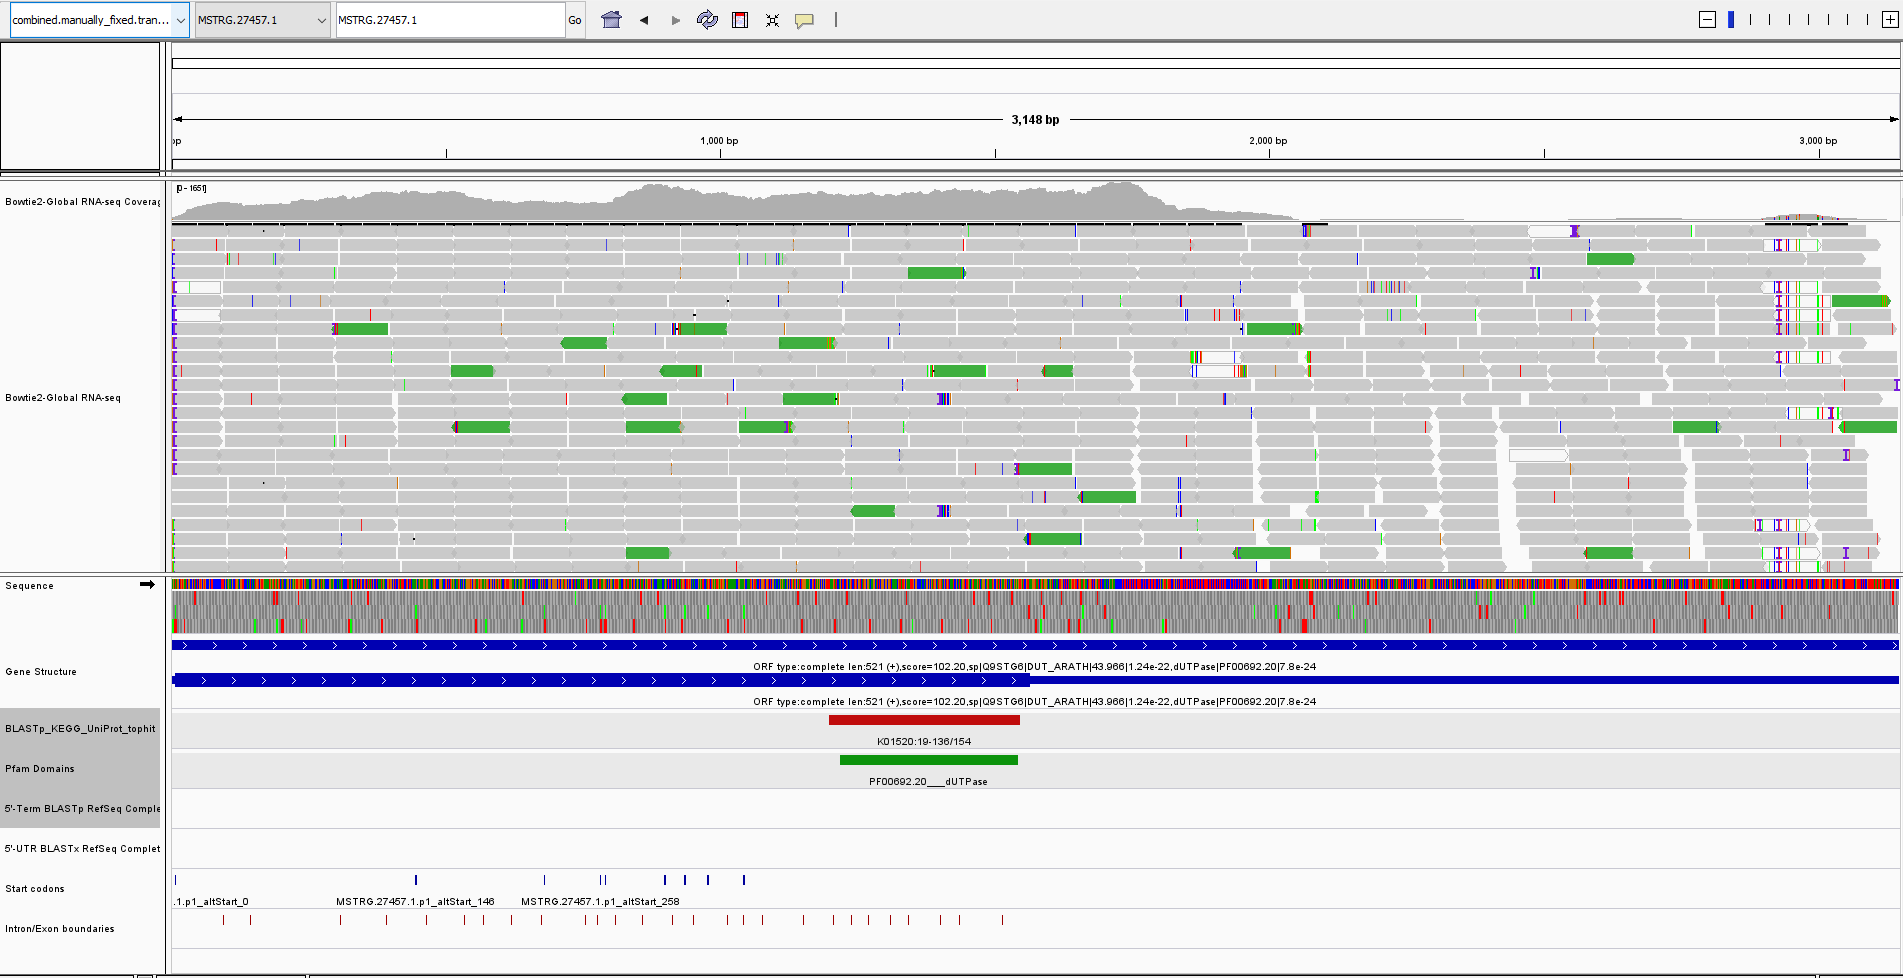 combined.manually_fixed.tran... MSTRG.27457.1 MSTRG.27457.1 Go
3,148 bp
1,000 bp 2,000 bp 3,000 bp
Bowtie2-Global RNA-seq Coverag [0 - 1651]
Bowtie2-Global RNA-seq
Sequence
ORF type:complete len:521 (+),score=102.20,sp|Q9STG6|DUT_ARATH|43.966|1.24e-22,dUTPase|PF00692.20|7.8e-24
Gene Structure
ORF type:complete len:521 (+),score=102.20,sp|Q9STG6|DUT_ARATH|43.966|1.24e-22,dUTPase|PF00692.20|7.8e-24
BLASTp_KEGG_UniProt_tophit
K01520:19-136/154
Pfam Domains
PF00692.20___dUTPase
5'-Term BLASTp RefSeq Comple
5'-UTR BLASTx RefSeq Complet
Start codons
.1.p1_altStart_0 MSTRG.27457.1.p1_altStart_146 MSTRG.27457.1.p1_altStart_258
Intron/Exon boundaries